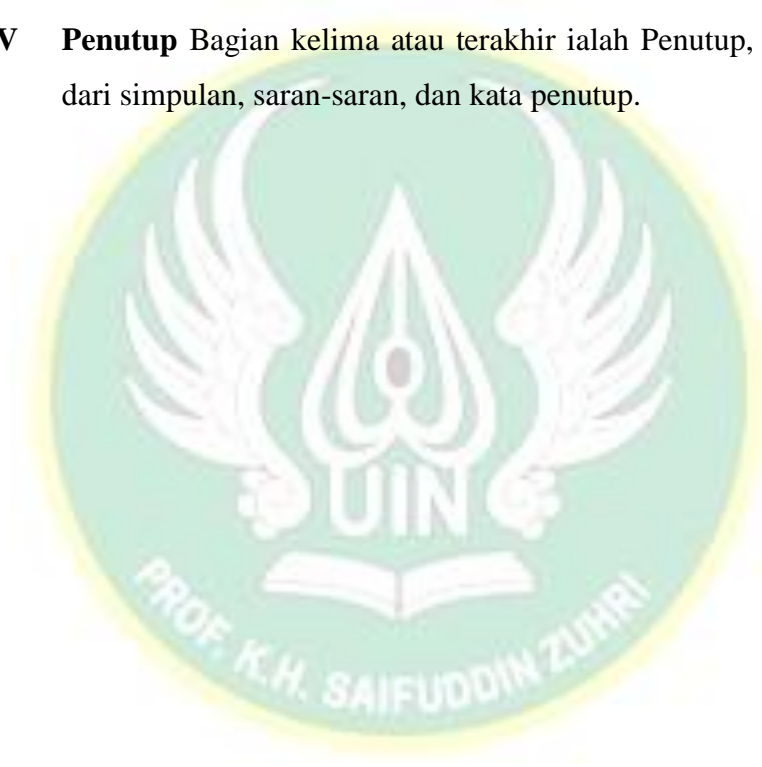 V Penutup Bagian kelima atau terakhir ialah Penutup,
dari simpulan, saran-saran, dan kata penutup.
UIN
PROF. K.H. SAIFUDDIN ZUHRI